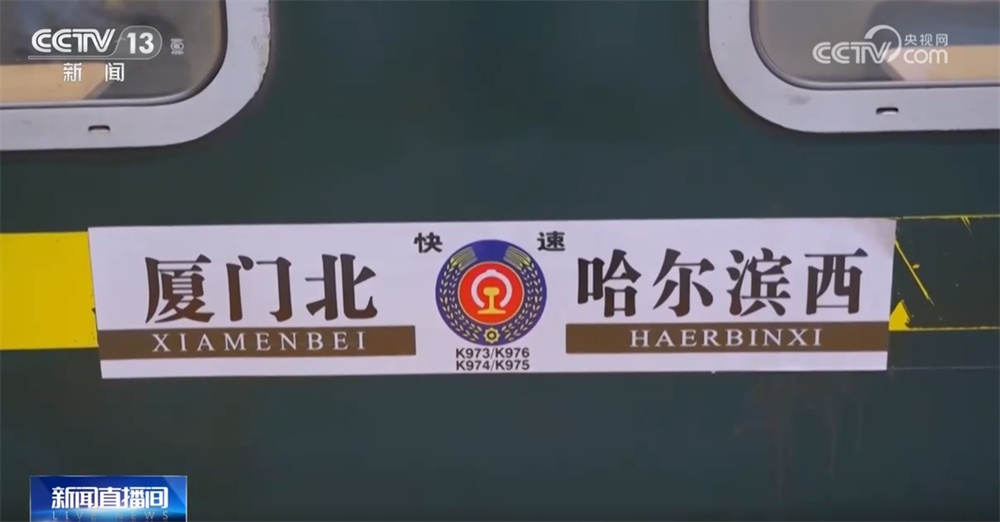 CCTV 13
新闻
央视网
CCTV.com
快速
厦门北
哈尔滨西
XIAMENBEI
HAERBINXI
K973/K976
K974/K975
新闻直播间
LIVE NEWS